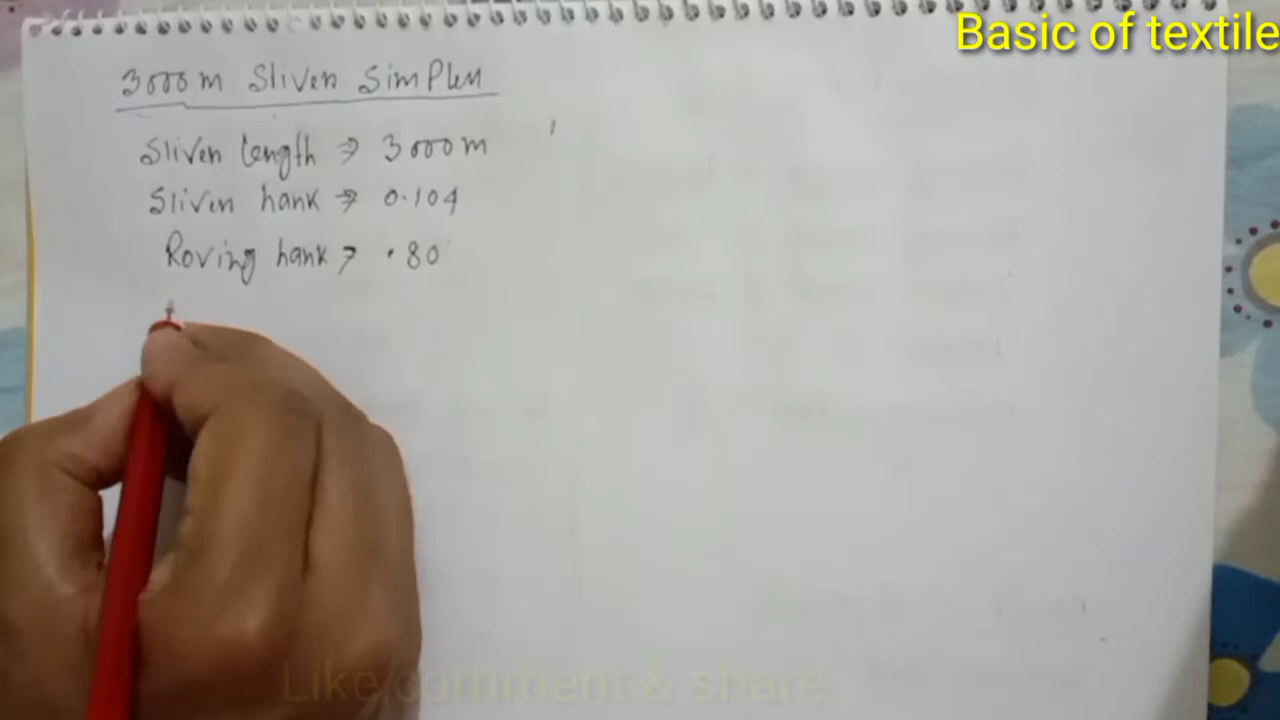 Basic of textile
3000m Sliver Simplex
Sliver length → 3000m
Sliver hank → 0.104
Roving hank → .80
Like,comment & share